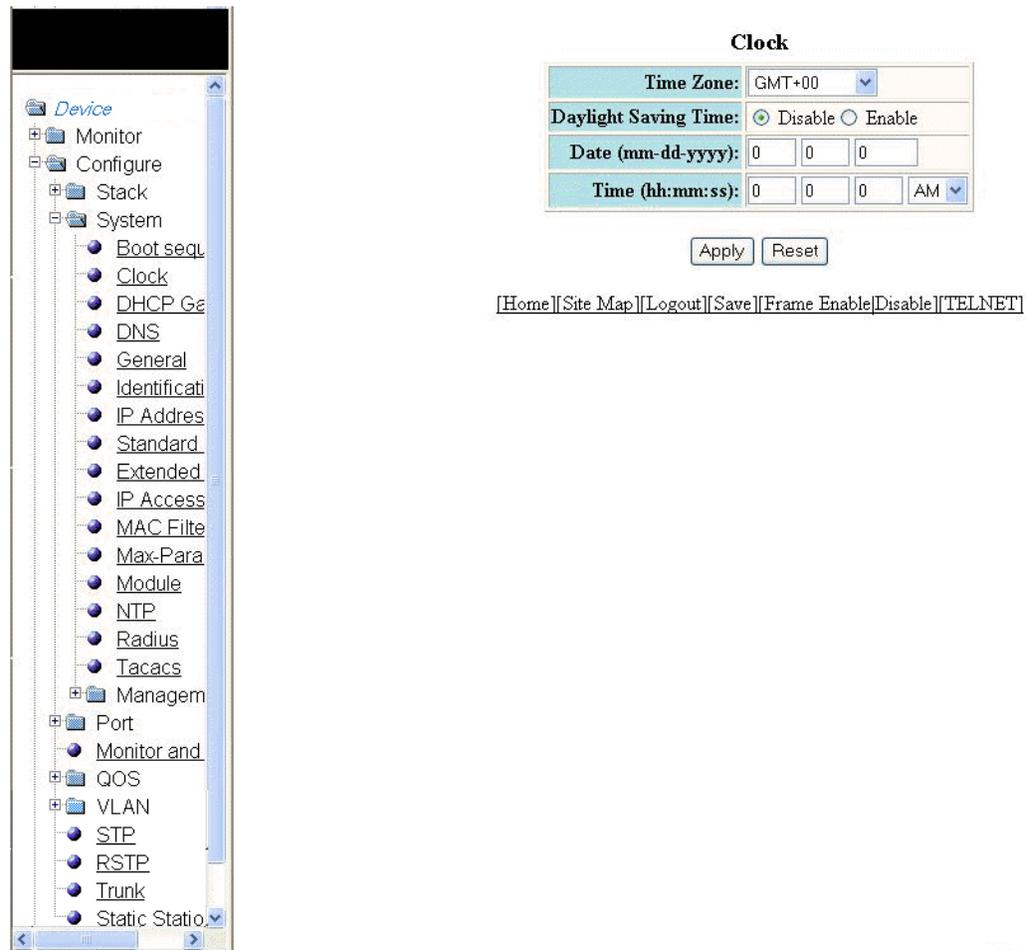 Device
Monitor
Configure
Stack
System
Boot sequ
Clock
DHCP Ga
DNS
General
Identificati
IP Addres
Standard
Extended
IP Access
MAC Filte
Max-Para
Module
NTP
Radius
Tacacs
Managem
Port
Monitor and
QOS
VLAN
STP
RSTP
Trunk
Static Statio
Clock
Time Zone: GMT+00
Daylight Saving Time: Disable Enable
Date (mm-dd-yyyy): 0 0 0
Time (hh:mm:ss): 0 0 0 AM
Apply Reset
[Home][Site Map][Logout][Save][Frame Enable|Disable][TELNET]